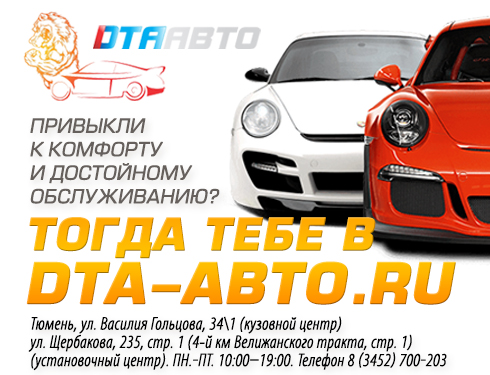 DTAАВТО
ПРИВЫКЛИ
К КОМФОРТУ
И ДОСТОЙНОМУ
ОБСЛУЖИВАНИЮ?
ТОГДА ТЕБЕ В
DTA-АВТО.RU
Тюмень, ул. Василия Гольцова, 34\1 (кузовной центр)
ул. Щербакова, 235, стр. 1 (4-й км Велижанского тракта, стр. 1)
(установочный центр). ПН.-ПТ. 10:00—19:00. Телефон 8 (3452) 700-203